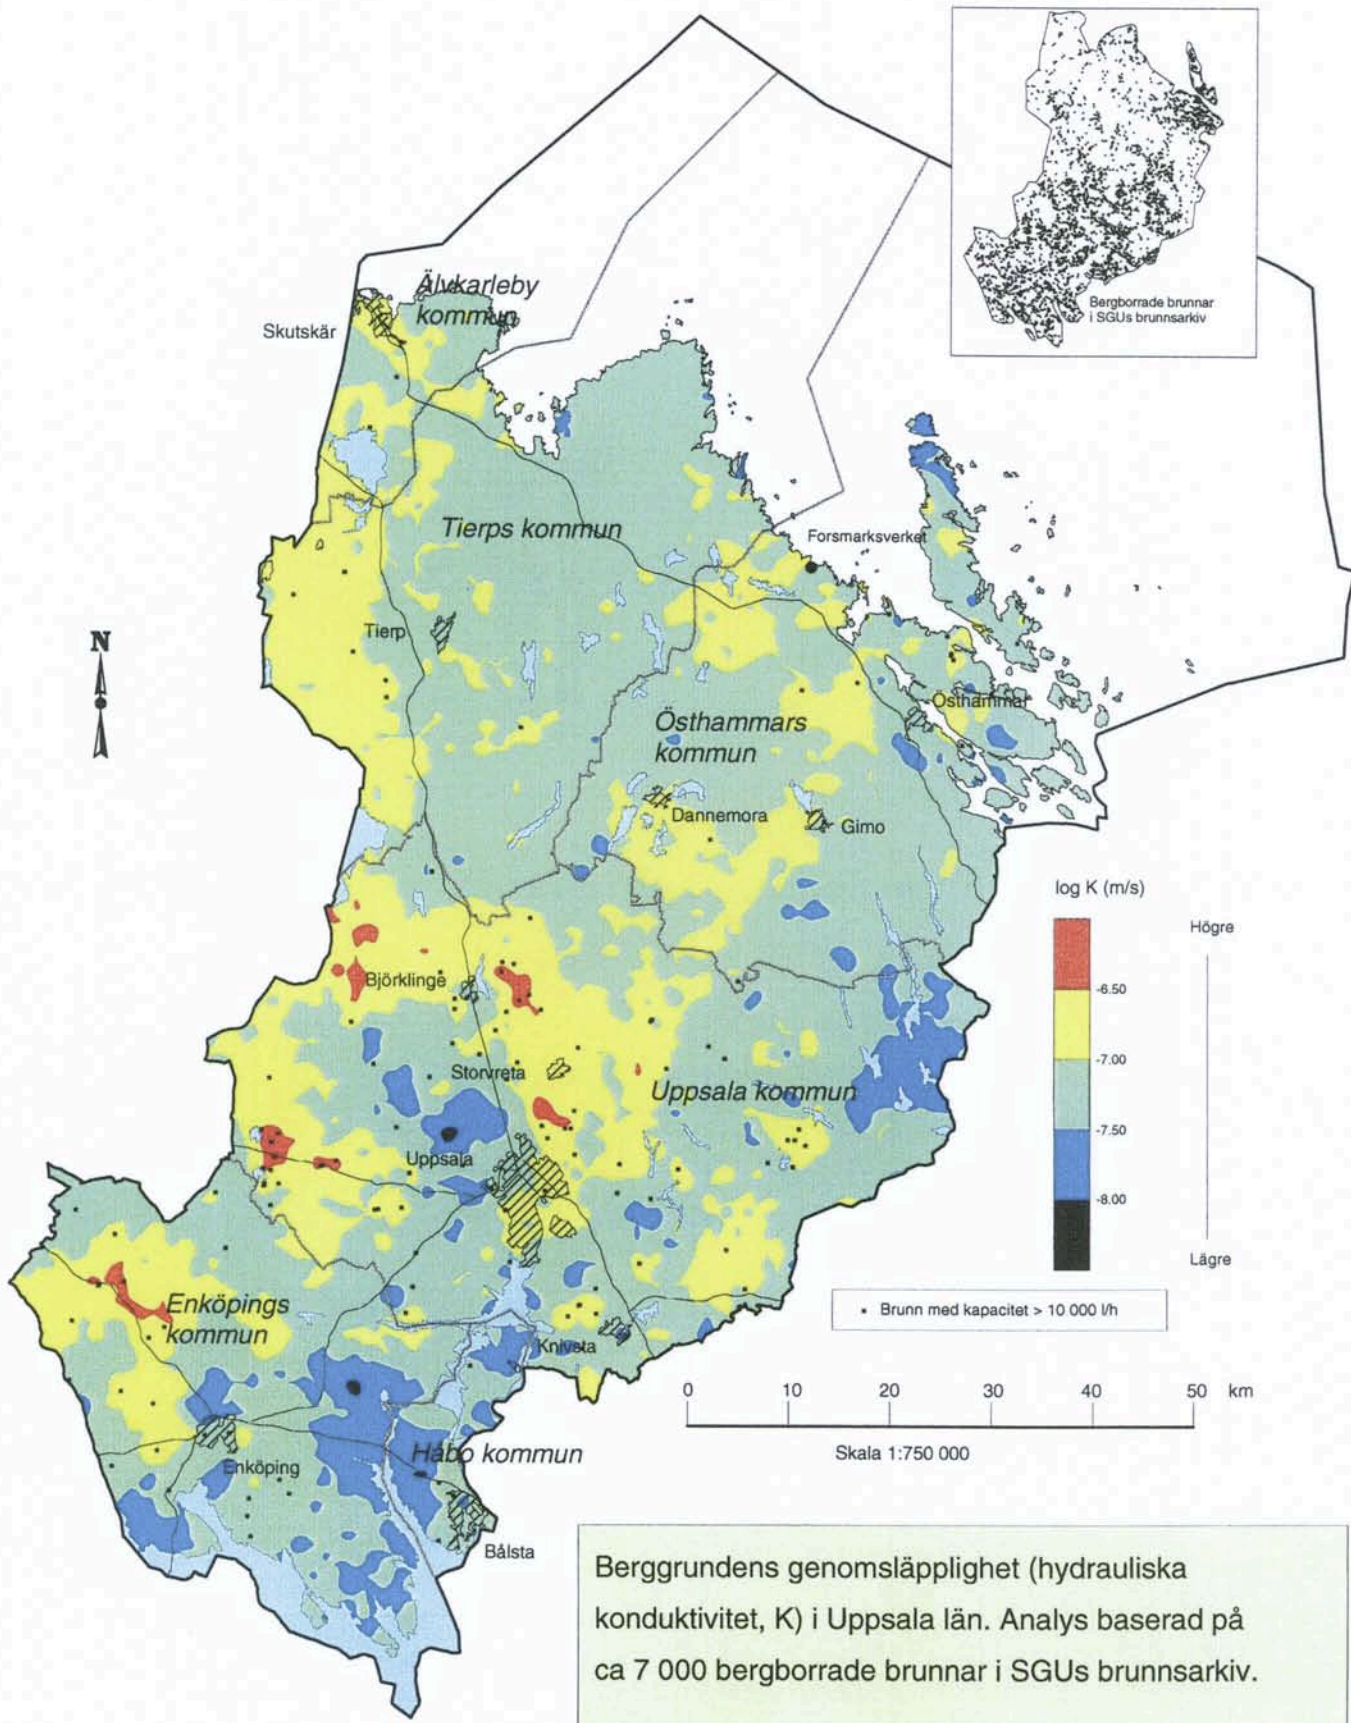 Bergborrade brunnar
i SGUs brunnsarkiv
Älvkarleby
kommun
Skutskär
Tierps kommun
Forsmarksverket
N
Tierp
Östhammar
Östhammars
kommun
Dannemora
Gimo
log K (m/s)
Högre
-6.50
-7.00
-7.50
-8.00
Lägre
Björklinge
Storvreta
Uppsala kommun
Uppsala
Enköpings
kommun
Knivsta
▪ Brunn med kapacitet > 10 000 l/h
0 10 20 30 40 50 km
Skala 1:750 000
Håbo kommun
Enköping
Bålsta
Berggrundens genomsläpplighet (hydrauliska
konduktivitet, K) i Uppsala län. Analys baserad på
ca 7 000 bergborrade brunnar i SGUs brunnsarkiv.